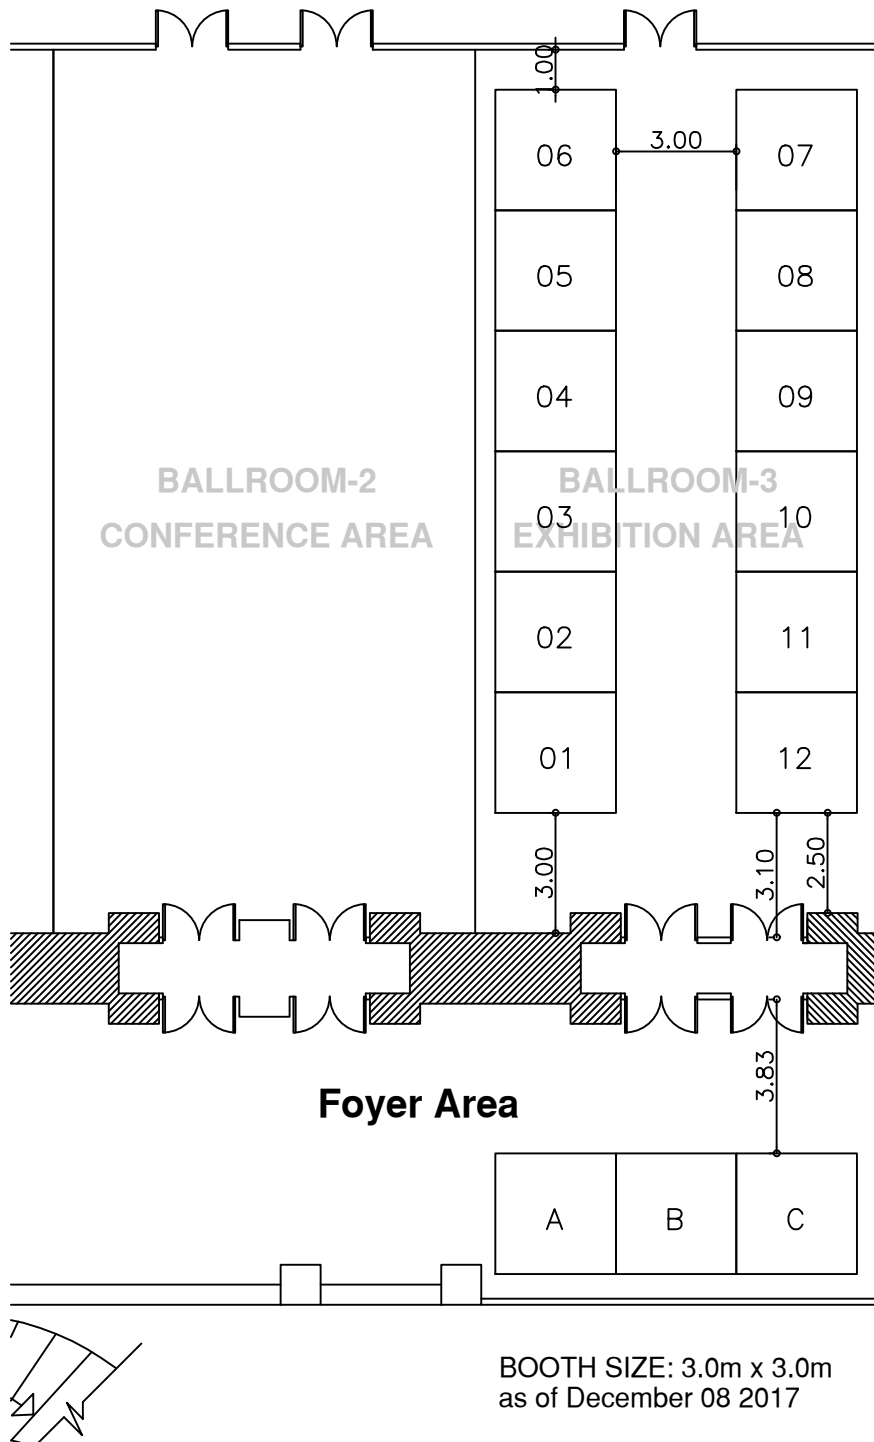 1.00
06
3.00
07
05
08
04
09
BALLROOM-2
CONFERENCE AREA
BALLROOM-3
EXHIBITION AREA
03
10
02
11
01
12
3.00
3.10
2.50
3.83
Foyer Area
A
B
C
BOOTH SIZE: 3.0m x 3.0m
as of December 08 2017